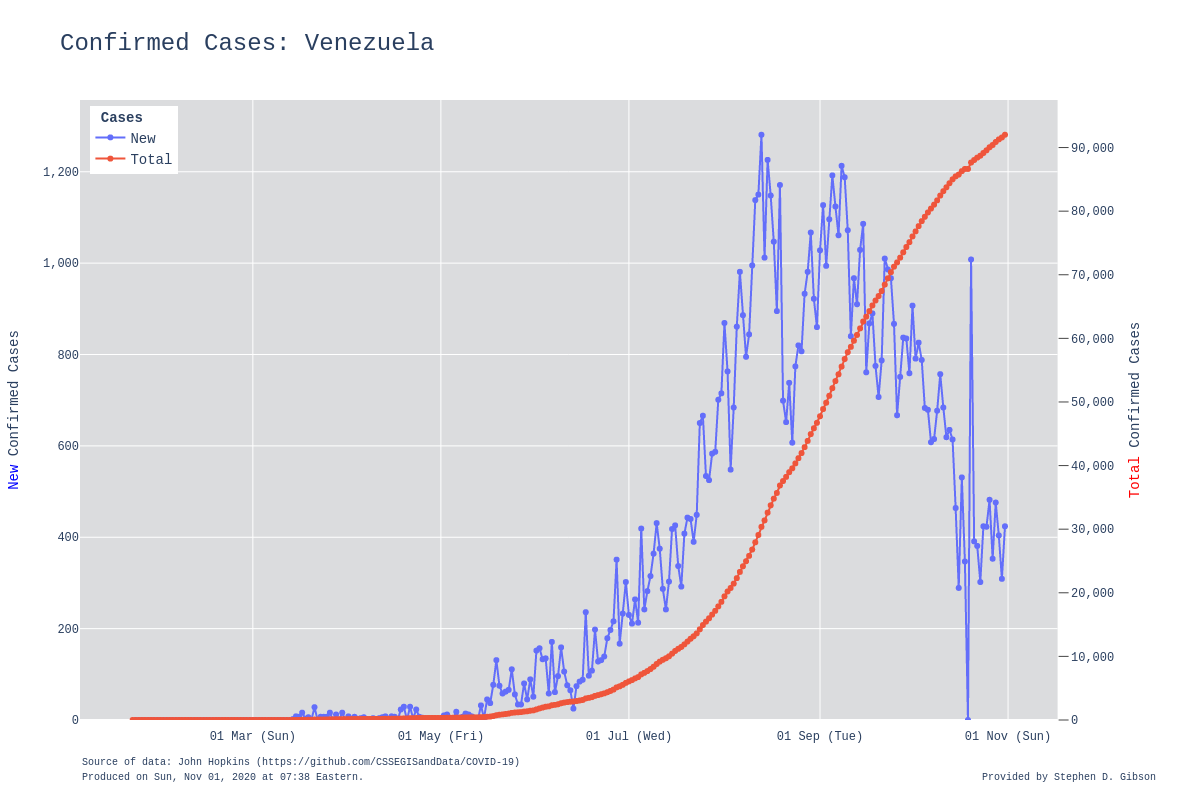 Confirmed Cases: Venezuela
Cases
New
Total
1,200
1,000
800
600
400
200
0
90,000
80,000
70,000
60,000
50,000
40,000
30,000
20,000
10,000
0
New Confirmed Cases
Total Confirmed Cases
01 Mar (Sun)
01 May (Fri)
01 Jul (Wed)
01 Sep (Tue)
01 Nov (Sun)
Source of data: John Hopkins (https://github.com/CSSEGISandData/COVID-19)
Produced on Sun, Nov 01, 2020 at 07:38 Eastern.
Provided by Stephen D. Gibson